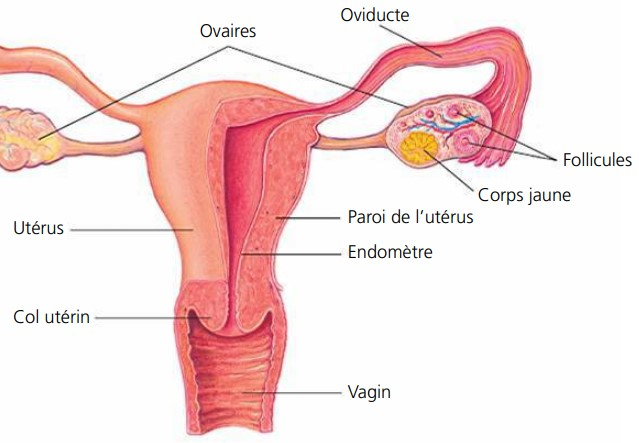 Oviducte
Ovaires
Follicules
Corps jaune
Paroi de l'utérus
Utérus
Endomètre
Col utérin
Vagin